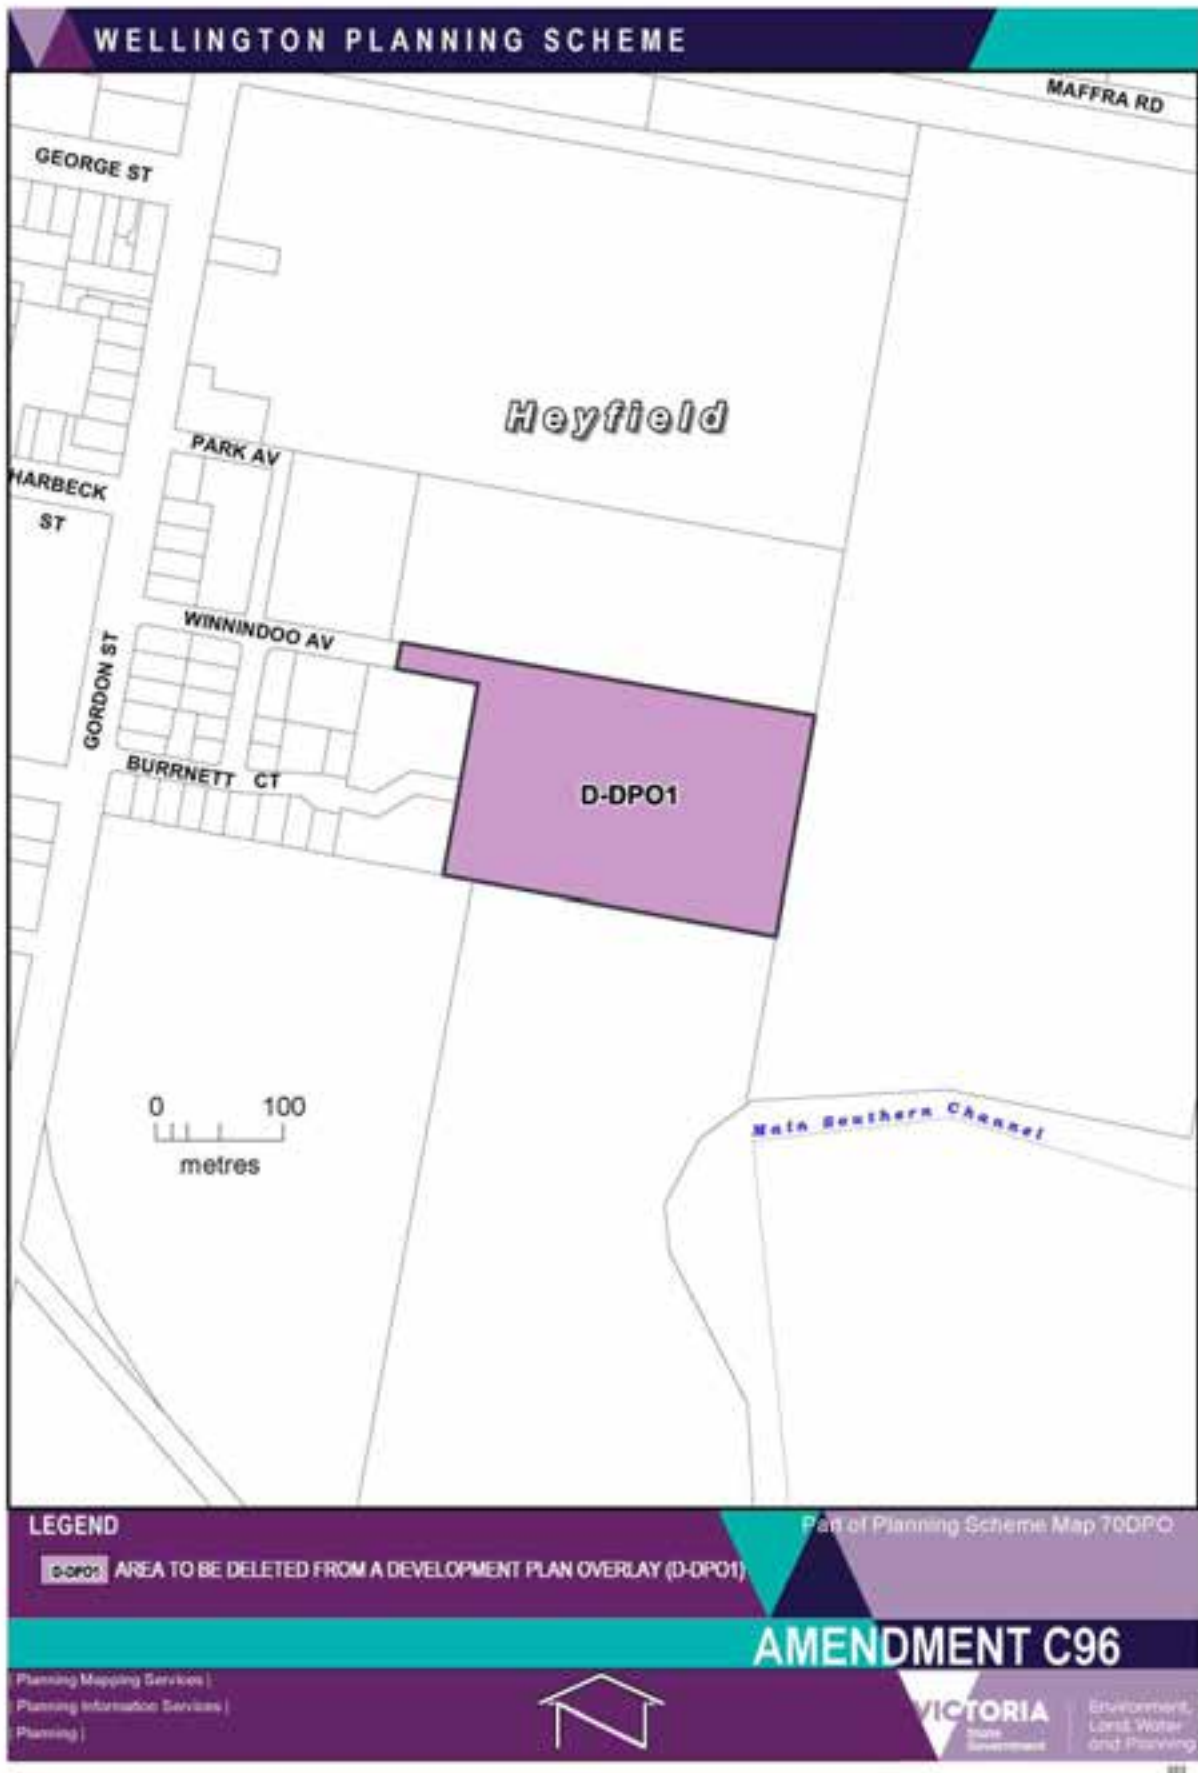 WELLINGTON PLANNING SCHEME
MAFFRA RD
GEORGE ST
Heyfield
PARK AV
HARBECK
ST
WINNINDOO AV
GORDON ST
BURRNETT CT
D-DPO1
0 100
metres
Main Southern Channel
LEGEND
Part of Planning Scheme Map 70DPO
D-DPO1 AREA TO BE DELETED FROM A DEVELOPMENT PLAN OVERLAY (D-DPO1)
AMENDMENT C96
| Planning Mapping Services |
| Planning Information Services |
| Planning |
VICTORIA
State
Government
Environment,
Land, Water
and Planning